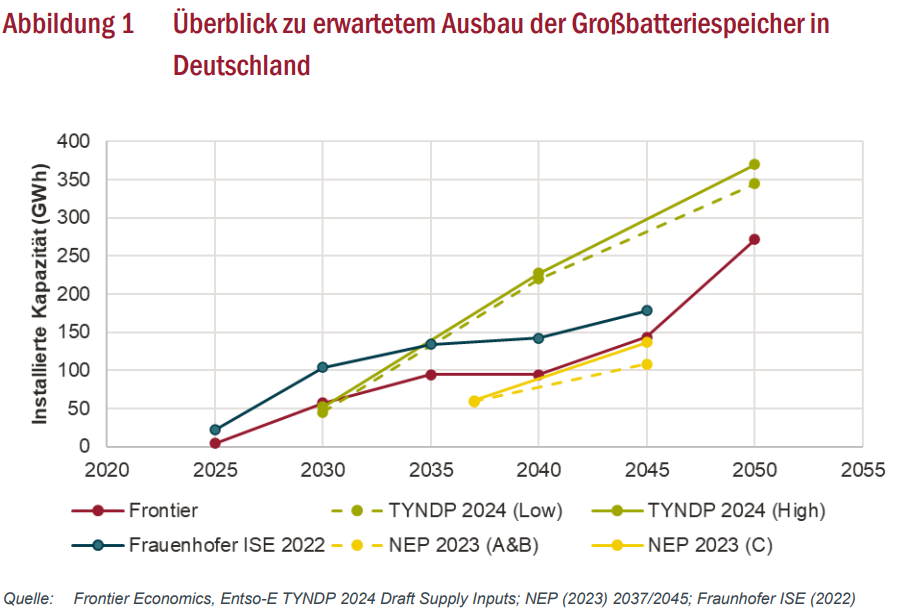 Abbildung 1 Überblick zu erwartetem Ausbau der Großbatteriespeicher in
Deutschland
Installierte Kapazität (GWh)
400
350
300
250
200
150
100
50
0
2020 2025 2030 2035 2040 2045 2050 2055
Frontier TYNDP 2024 (Low) TYNDP 2024 (High)
Frauenhofer ISE 2022 NEP 2023 (A&B) NEP 2023 (C)
Quelle: Frontier Economics, Entso-E TYNDP 2024 Draft Supply Inputs; NEP (2023) 2037/2045; Fraunhofer ISE (2022)